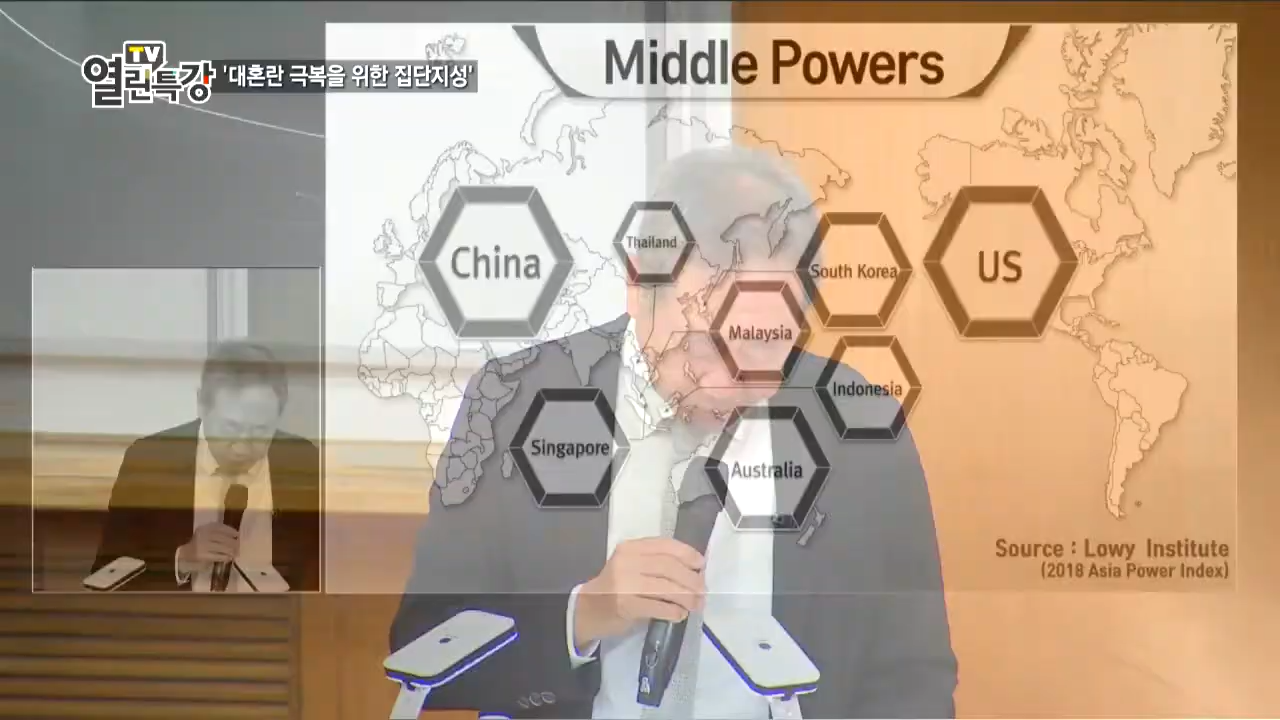 TV
열린특강
'대혼란 극복을 위한 집단지성'
Middle Powers
China
Thailand
South Korea
US
Malaysia
Indonesia
Singapore
Australia
Source : Lowy Institute
(2018 Asia Power Index)